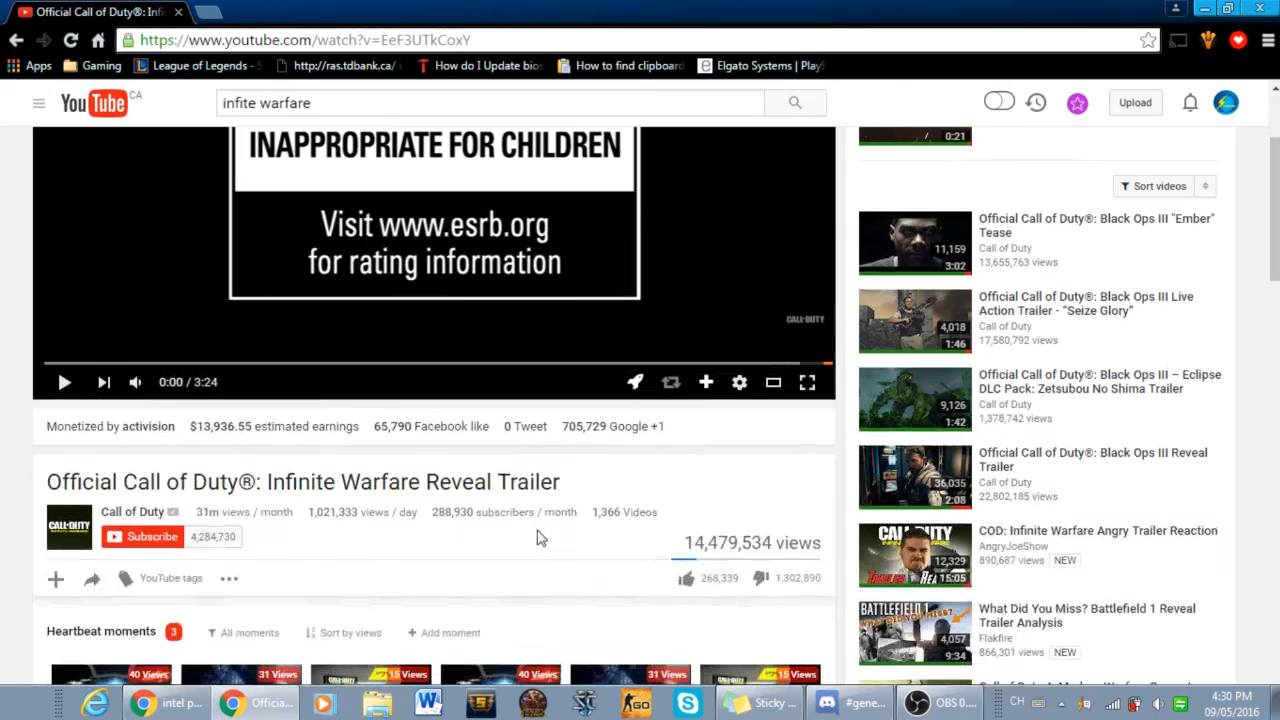 Official Call of Duty®: Infi
https://www.youtube.com/watch?v=EeF3UTkCoxY
Apps Gaming League of Legends - http://ras.tdbank.ca/ How do I Update bios How to find clipboard Elgato Systems | Play
YouTube CA infite warfare Upload
INAPPROPRIATE FOR CHILDREN
Visit www.esrb.org
for rating information
CALL·DUTY
0:00 / 3:24
Monetized by activision $13,936.55 estimated earnings 65,790 Facebook like 0 Tweet 705,729 Google +1
Official Call of Duty®: Infinite Warfare Reveal Trailer
Call of Duty 31m views / month 1,021,333 views / day 288,930 subscribers / month 1,366 Videos
Subscribe 4,284,730
14,479,534 views
YouTube tags 268,339 1,302,890
Heartbeat moments 3 All moments Sort by views Add moment
40 Views 31 Views 15 Views 40 Views 31 Views 15 Views
0:21
Sort videos
Official Call of Duty®: Black Ops III "Ember"
Tease
Call of Duty
13,655,763 views
11,159
3:02
Official Call of Duty®: Black Ops III Live
Action Trailer - "Seize Glory"
Call of Duty
17,580,792 views
4,018
1:46
Official Call of Duty®: Black Ops III – Eclipse
DLC Pack: Zetsubou No Shima Trailer
Call of Duty
1,378,742 views
9,126
1:42
Official Call of Duty®: Black Ops III Reveal
Trailer
Call of Duty
22,802,185 views
36,035
2:08
COD: Infinite Warfare Angry Trailer Reaction
AngryJoeShow
890,687 views NEW
12,329
15:05
What Did You Miss? Battlefield 1 Reveal
Trailer Analysis
Flakfire
866,301 views NEW
BATTLEFIELD 1
4,057
9:34
intel p... Officia... Sticky ... #gene... OBS 0.... CH 4:30 PM
09/05/2016